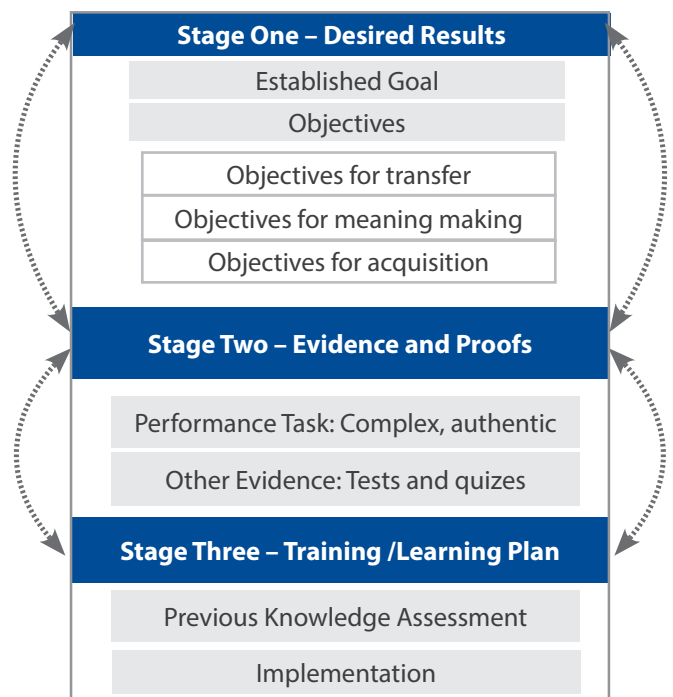 Stage One – Desired Results
Established Goal
Objectives
Objectives for transfer
Objectives for meaning making
Objectives for acquisition
Stage Two – Evidence and Proofs
Performance Task: Complex, authentic
Other Evidence: Tests and quizes
Stage Three – Training /Learning Plan
Previous Knowledge Assessment
Implementation